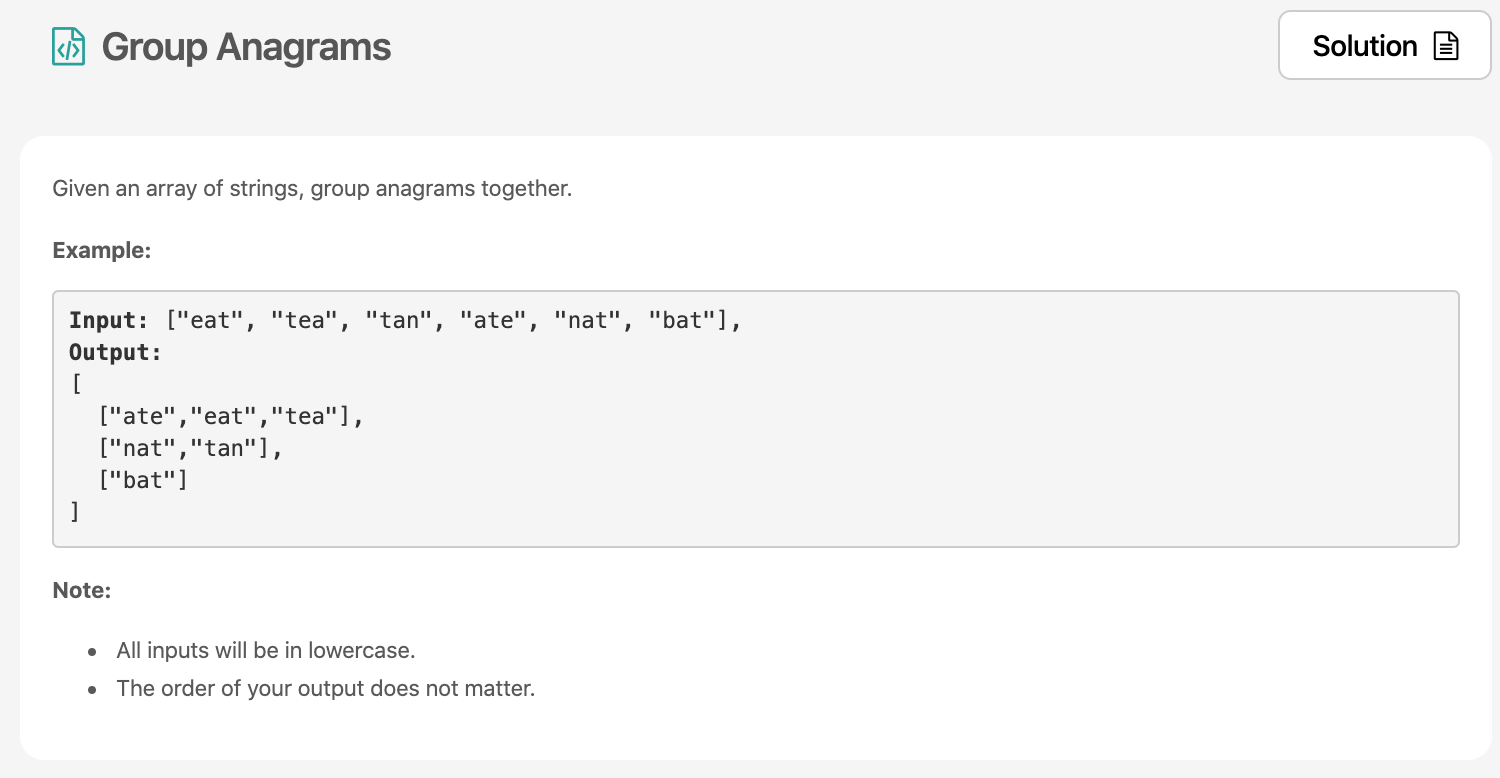 Group Anagrams
Solution
Given an array of strings, group anagrams together.
Example:
Input: ["eat", "tea", "tan", "ate", "nat", "bat"],
Output:
[
  ["ate","eat","tea"],
  ["nat","tan"],
  ["bat"]
]
Note:
• All inputs will be in lowercase.
• The order of your output does not matter.